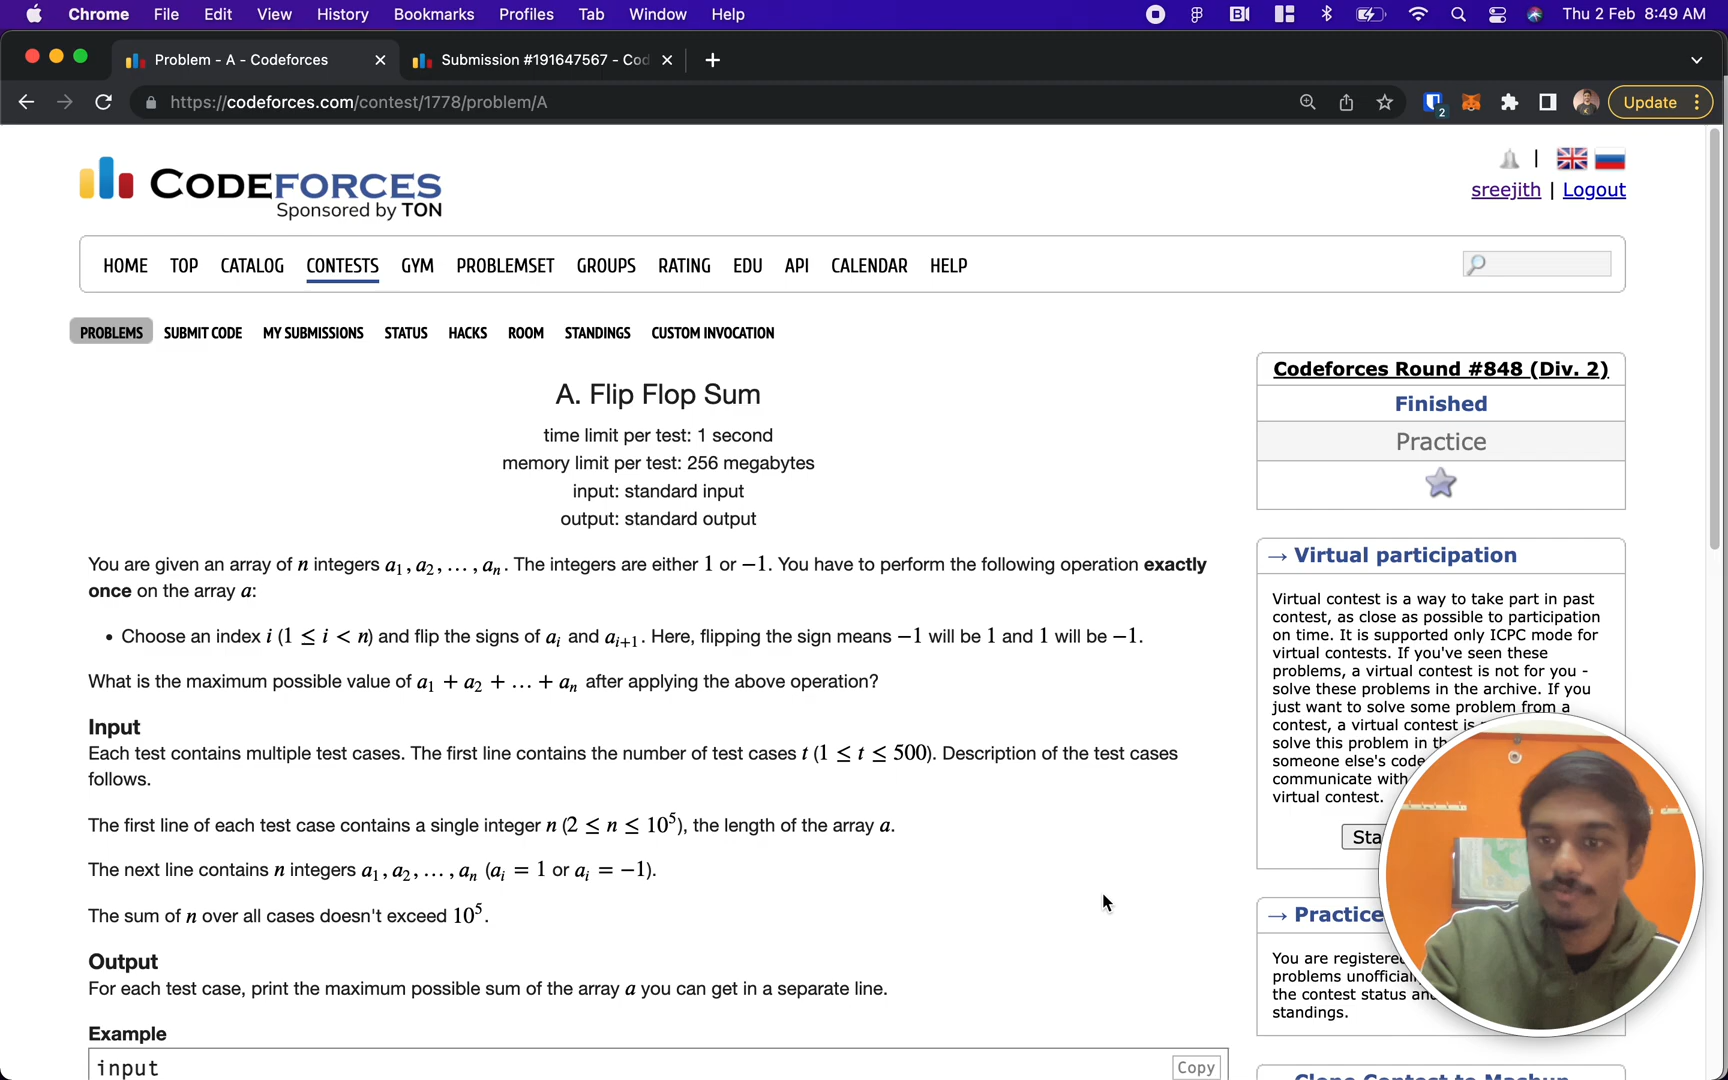 Chrome File Edit View History Bookmarks Profiles Tab Window Help Thu 2 Feb 8:49 AM
Problem - A - Codeforces Submission #191647567 - Cod
https://codeforces.com/contest/1778/problem/A 2 Update
CODEFORCES
Sponsored by TON
|
sreejith | Logout
HOME TOP CATALOG CONTESTS GYM PROBLEMSET GROUPS RATING EDU API CALENDAR HELP
PROBLEMS SUBMIT CODE MY SUBMISSIONS STATUS HACKS ROOM STANDINGS CUSTOM INVOCATION
A. Flip Flop Sum
time limit per test: 1 second
memory limit per test: 256 megabytes
input: standard input
output: standard output
You are given an array of n integers a₁, a₂, …, aₙ. The integers are either 1 or −1. You have to perform the following operation exactly
once on the array a:
• Choose an index i (1 ≤ i < n) and flip the signs of aᵢ and aᵢ₊₁. Here, flipping the sign means −1 will be 1 and 1 will be −1.
What is the maximum possible value of a₁ + a₂ + … + aₙ after applying the above operation?
Input
Each test contains multiple test cases. The first line contains the number of test cases t (1 ≤ t ≤ 500). Description of the test cases
follows.
The first line of each test case contains a single integer n (2 ≤ n ≤ 10⁵), the length of the array a.
The next line contains n integers a₁, a₂, …, aₙ (aᵢ = 1 or aᵢ = −1).
The sum of n over all cases doesn't exceed 10⁵.
Output
For each test case, print the maximum possible sum of the array a you can get in a separate line.
Example
input Copy
Codeforces Round #848 (Div. 2)
Finished
Practice
→ Virtual participation
Virtual contest is a way to take part in past
contest, as close as possible to participation
on time. It is supported only ICPC mode for
virtual contests. If you've seen these
problems, a virtual contest is not for you -
solve these problems in the archive. If you
just want to solve some problem from a
contest, a virtual contest is
solve this problem in th
someone else's code
communicate with
virtual contest.
Sta
→ Practice
You are registere
problems unofficial
the contest status an
standings.